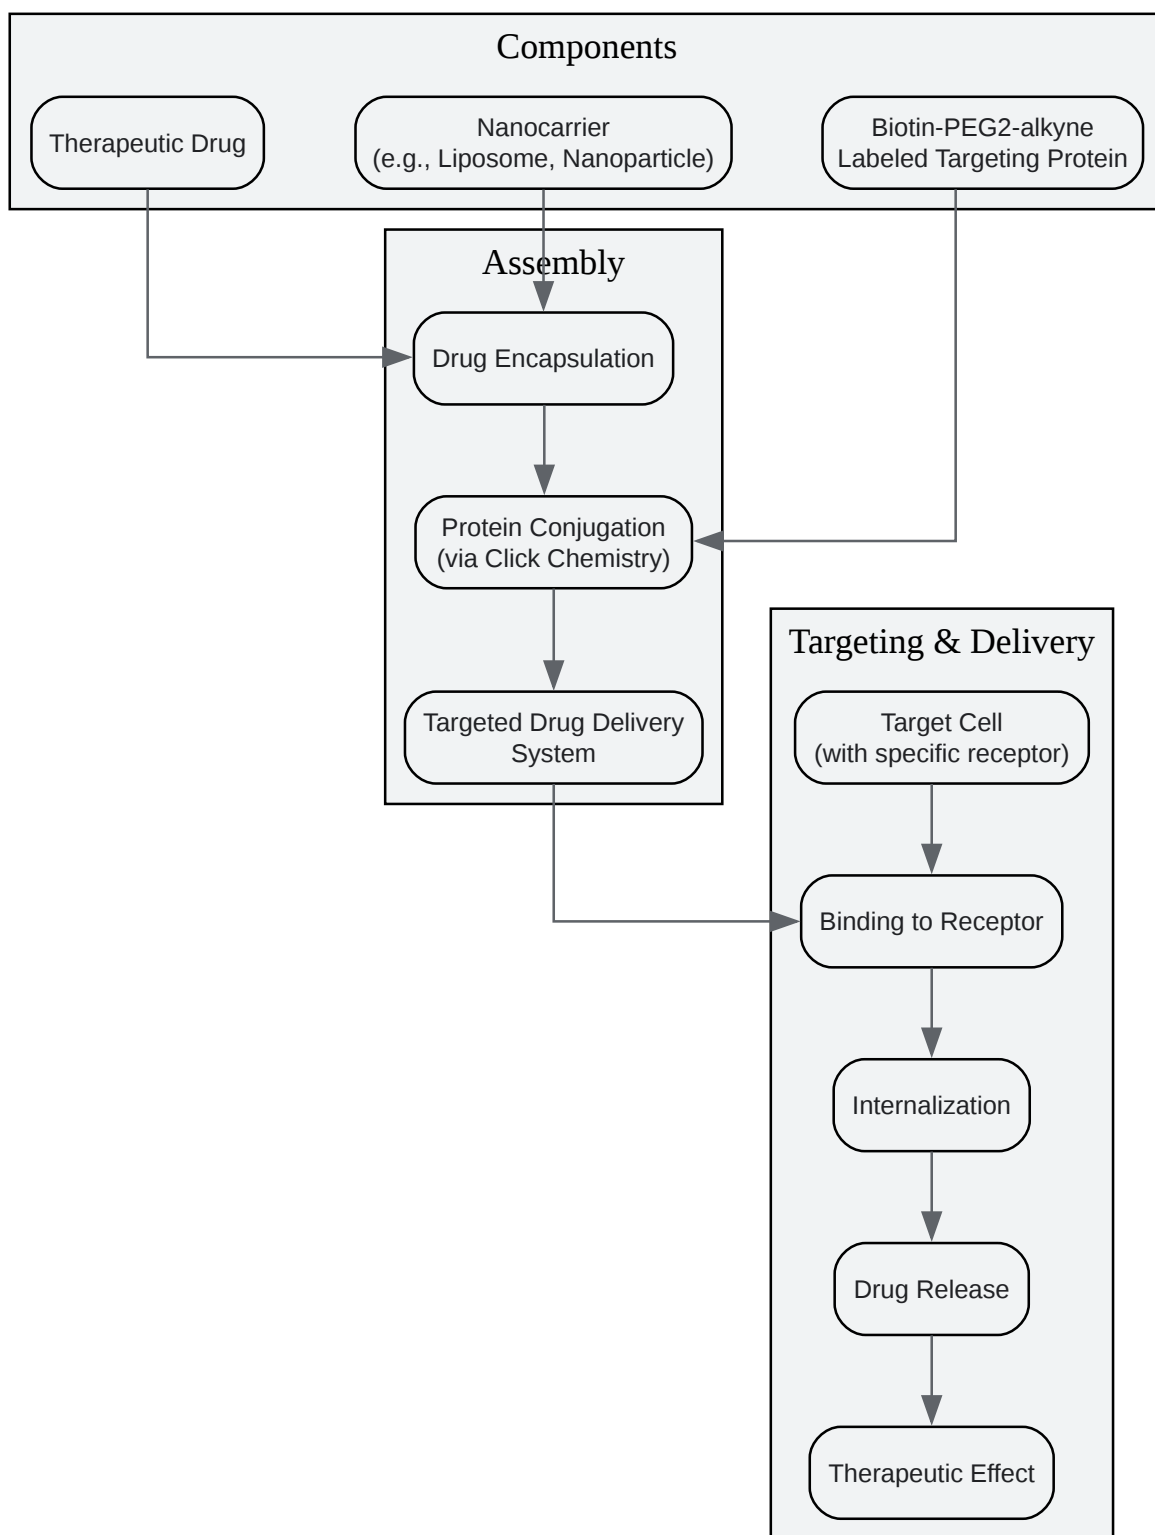 Components
Therapeutic Drug
Nanocarrier
(e.g., Liposome, Nanoparticle)
Biotin-PEG2-alkyne
Labeled Targeting Protein
Assembly
Drug Encapsulation
Protein Conjugation
(via Click Chemistry)
Targeted Drug Delivery
System
Targeting & Delivery
Target Cell
(with specific receptor)
Binding to Receptor
Internalization
Drug Release
Therapeutic Effect